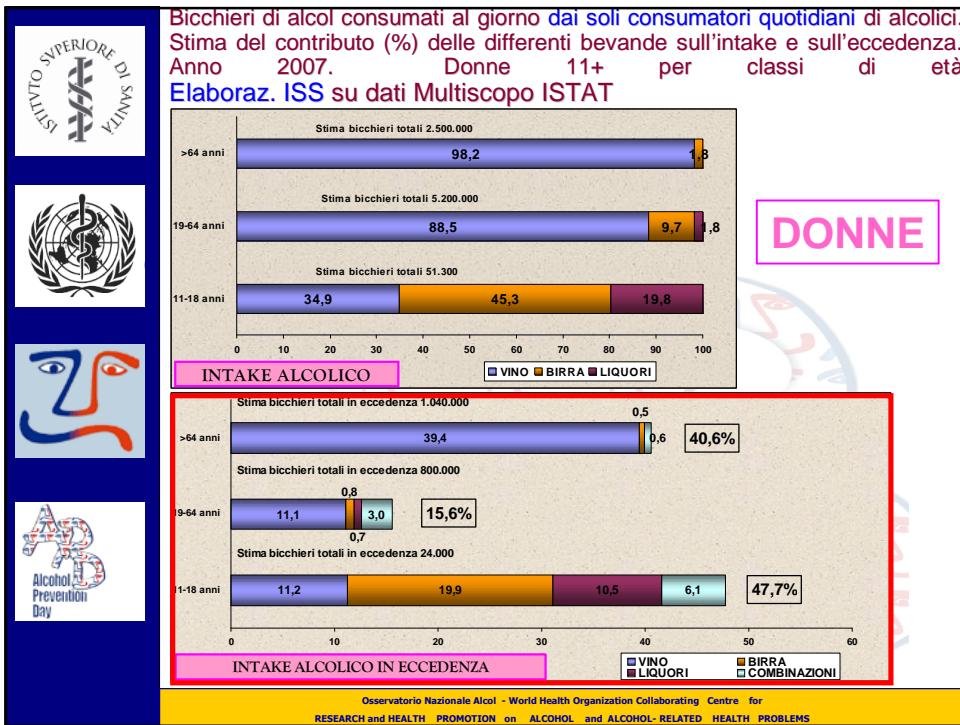 Bicchieri di alcol consumati al giorno dai soli consumatori quotidiani di alcolici.
Stima del contributo (%) delle differenti bevande sull'intake e sull'eccedenza.
Anno 2007. Donne 11+ per classi di età
Elaboraz. ISS su dati Multiscopo ISTAT
ISTITVTO SVPERIORE DI SANITÀ
Stima bicchieri totali 2.500.000
>64 anni
98,2
1,8
Stima bicchieri totali 5.200.000
19-64 anni
88,5
9,7
1,8
Stima bicchieri totali 51.300
11-18 anni
34,9
45,3
19,8
0 10 20 30 40 50 60 70 80 90 100
INTAKE ALCOLICO
VINO BIRRA LIQUORI
DONNE
Stima bicchieri totali in eccedenza 1.040.000
0,5
>64 anni
39,4
0,6
40,6%
Stima bicchieri totali in eccedenza 800.000
0,8
19-64 anni
11,1
3,0
15,6%
0,7
Stima bicchieri totali in eccedenza 24.000
11-18 anni
11,2
19,9
10,5
6,1
47,7%
0 10 20 30 40 50 60
INTAKE ALCOLICO IN ECCEDENZA
VINO BIRRA
LIQUORI COMBINAZIONI
APD
Alcohol
Prevention
Day
Osservatorio Nazionale Alcol - World Health Organization Collaborating Centre for
RESEARCH and HEALTH PROMOTION on ALCOHOL and ALCOHOL- RELATED HEALTH PROBLEMS